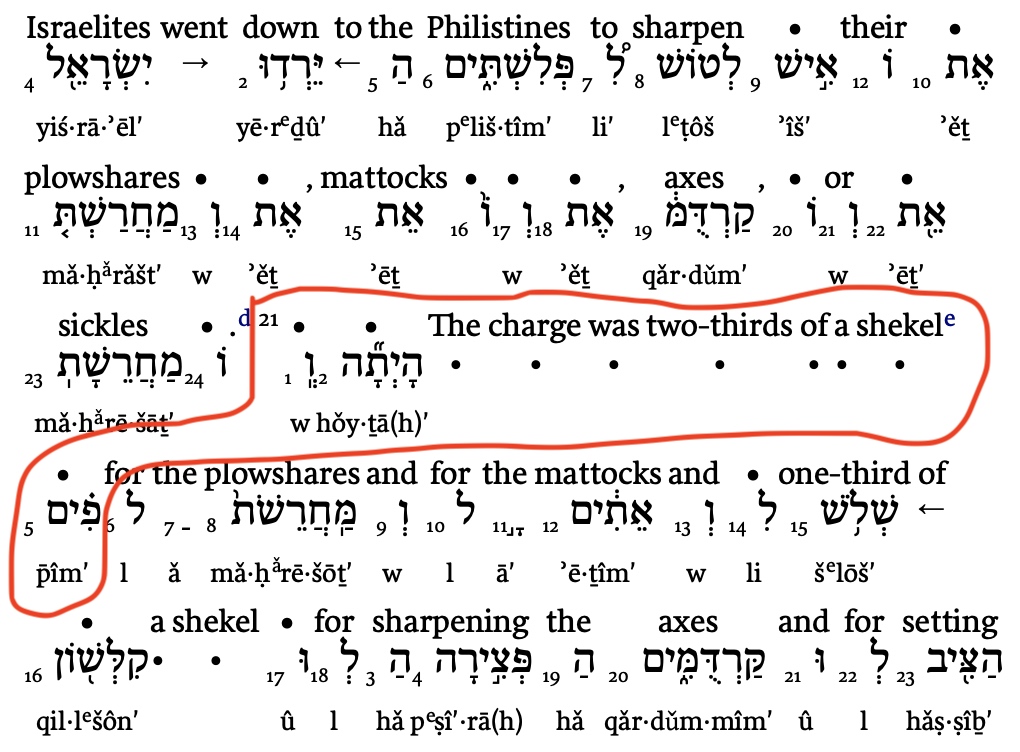 Israelites went down to the Philistines to sharpen • their •
4 יִשְׂרָאֵ֖ל → 2 יֵּרְד֥וּ ← 5 הַ 6 פְּלִשְׁתִּ֑ים 7 לִ֠ 8 לְטוֹשׁ 9 אִ֣ישׁ 12 וֹ 10 אֶת
yiś·rā·ʾēl′ yē·reḏû′ hǎ peliš·tîm′ li′ leṭôš ʾîš′ ʾěṯ
plowshares • • , mattocks • • • , axes , • or •
11 מַחֲרַשְׁתּ֤ 13 וְ 14 אֶת 15 אֵת 16 וֹ֙ 17 וְ 18 אֶת 19 קַרְדֻּמּ֔ 20 וֹ 21 וְ 22 אֵ֖ת
mǎ·ḥǎrǎšt′ w ʾěṯ ʾēṯ w ʾěṯ qǎr·dǔm′ w ʾēṯ′
sickles • .d 21 • • The charge was two-thirds of a shekele
23 מַחֲרֵשָׁתֽ 24 וֹ 1 וְֽ 2 הָיְתָ֞ה • • • • • • •
mǎ·ḥǎrē·šāṯ′ w hǒy·ṯā(h)′
• for the plowshares and for the mattocks and • one-third of
5 פִ֗ים 6 לַ 7 - 8 מַּֽחֲרֵשֹׁת֙ 9 וְ 10 לָ 11 ָ֣ 12 אֵתִ֔ים 13 וְ 14 לִ 15 שְׁלֹ֥שׁ ←
p̄îm′ l ǎ mǎ·ḥǎrē·šōṯ′ w l ā′ ʾē·ṯîm′ w li šelōš′
• a shekel • for sharpening the axes and for setting
16 קִלְּשׁ֖וֹן • • 17 וּ 18 לְ 3 הַ 4 פְּצִ֣ירָה 19 הַ 20 קַּרְדֻּמִּ֑ים 21 וּ 22 לְ 23 הַצִּ֖יב
qil·lešôn′ û l hǎ peṣî′·rā(h) hǎ qǎr·dǔm·mîm′ û l hǎṣ·ṣîḇ′